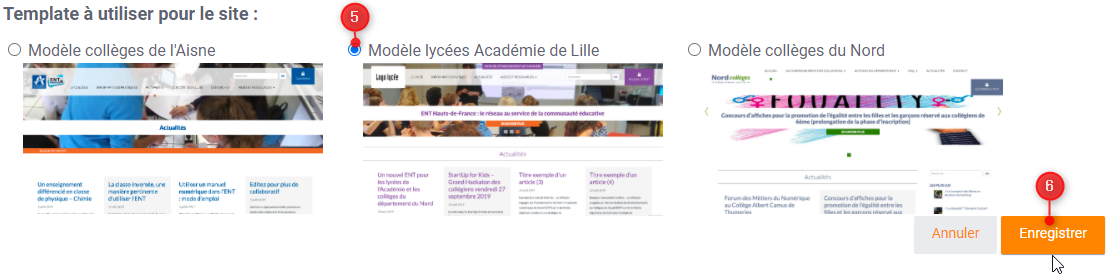 Template à utiliser pour le site :
5
Modèle collèges de l'Aisne
Modèle lycées Académie de Lille
Modèle collèges du Nord
Logo lycée
Nord collèges
ENT Hauts-de-France : le réseau au service de la communauté éducative
EQUALITY
Concours d'affiches pour la promotion de l'égalité entre les filles et les garçons réservé aux collégiens de
6ème (prolongation de la phase d'inscription)
Actualités
Actualités
Actualités
Un enseignement
différencié en classe
de physique – Chimie
La classe inversée, une
manière pertinente
d'utiliser l'ENT
Utiliser un manuel
numérique dans l'ENT
: mode d'emploi
Editez pour plus de
collaboratif
Un nouvel ENT pour
les lycées de
l'Académie et les
collèges du
département du Nord
StartUp for Kids –
Grand Hackaton des
collégiens vendredi 27
septembre 2019
Titre exemple d'un
article (3)
Titre exemple d'un
article (4)
Forum des Métiers du Numérique
au Collège Albert Camus de
Thumeries
Concours d'affiches pour la
promotion de l'égalité entre les
filles et les garçons réservé aux
6
Annuler
Enregistrer